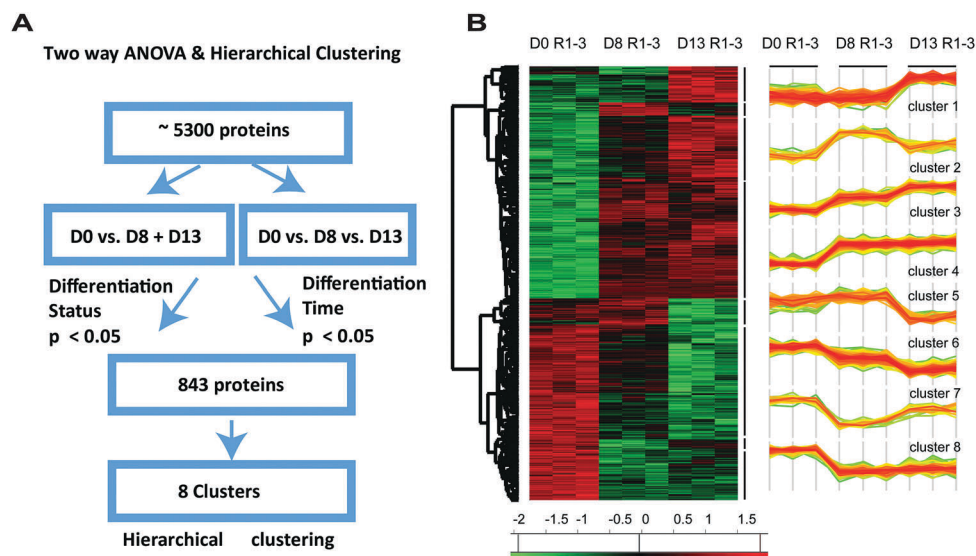 A
Two way ANOVA & Hierarchical Clustering
~ 5300 proteins
D0 vs. D8 + D13
D0 vs. D8 vs. D13
Differentiation
Status
p < 0.05
Differentiation
Time
p < 0.05
843 proteins
8 Clusters
Hierarchical clustering
B
D0 R1-3 D8 R1-3 D13 R1-3
D0 R1-3 D8 R1-3 D13 R1-3
cluster 1
cluster 2
cluster 3
cluster 4
cluster 5
cluster 6
cluster 7
cluster 8
-2 -1.5 -1 -0.5 0 0.5 1 1.5